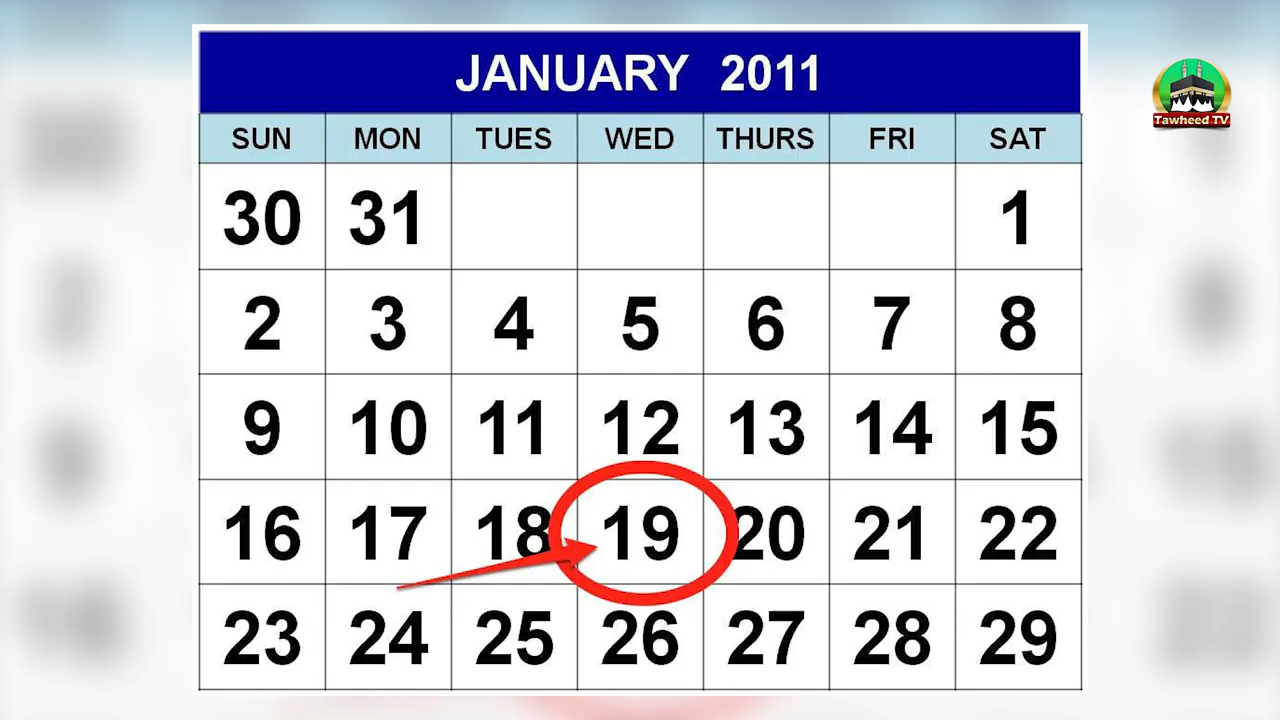 JANUARY 2011
SUN MON TUES WED THURS FRI SAT
30 31 1
2 3 4 5 6 7 8
9 10 11 12 13 14 15
16 17 18 19 20 21 22
23 24 25 26 27 28 29
Tawheed TV